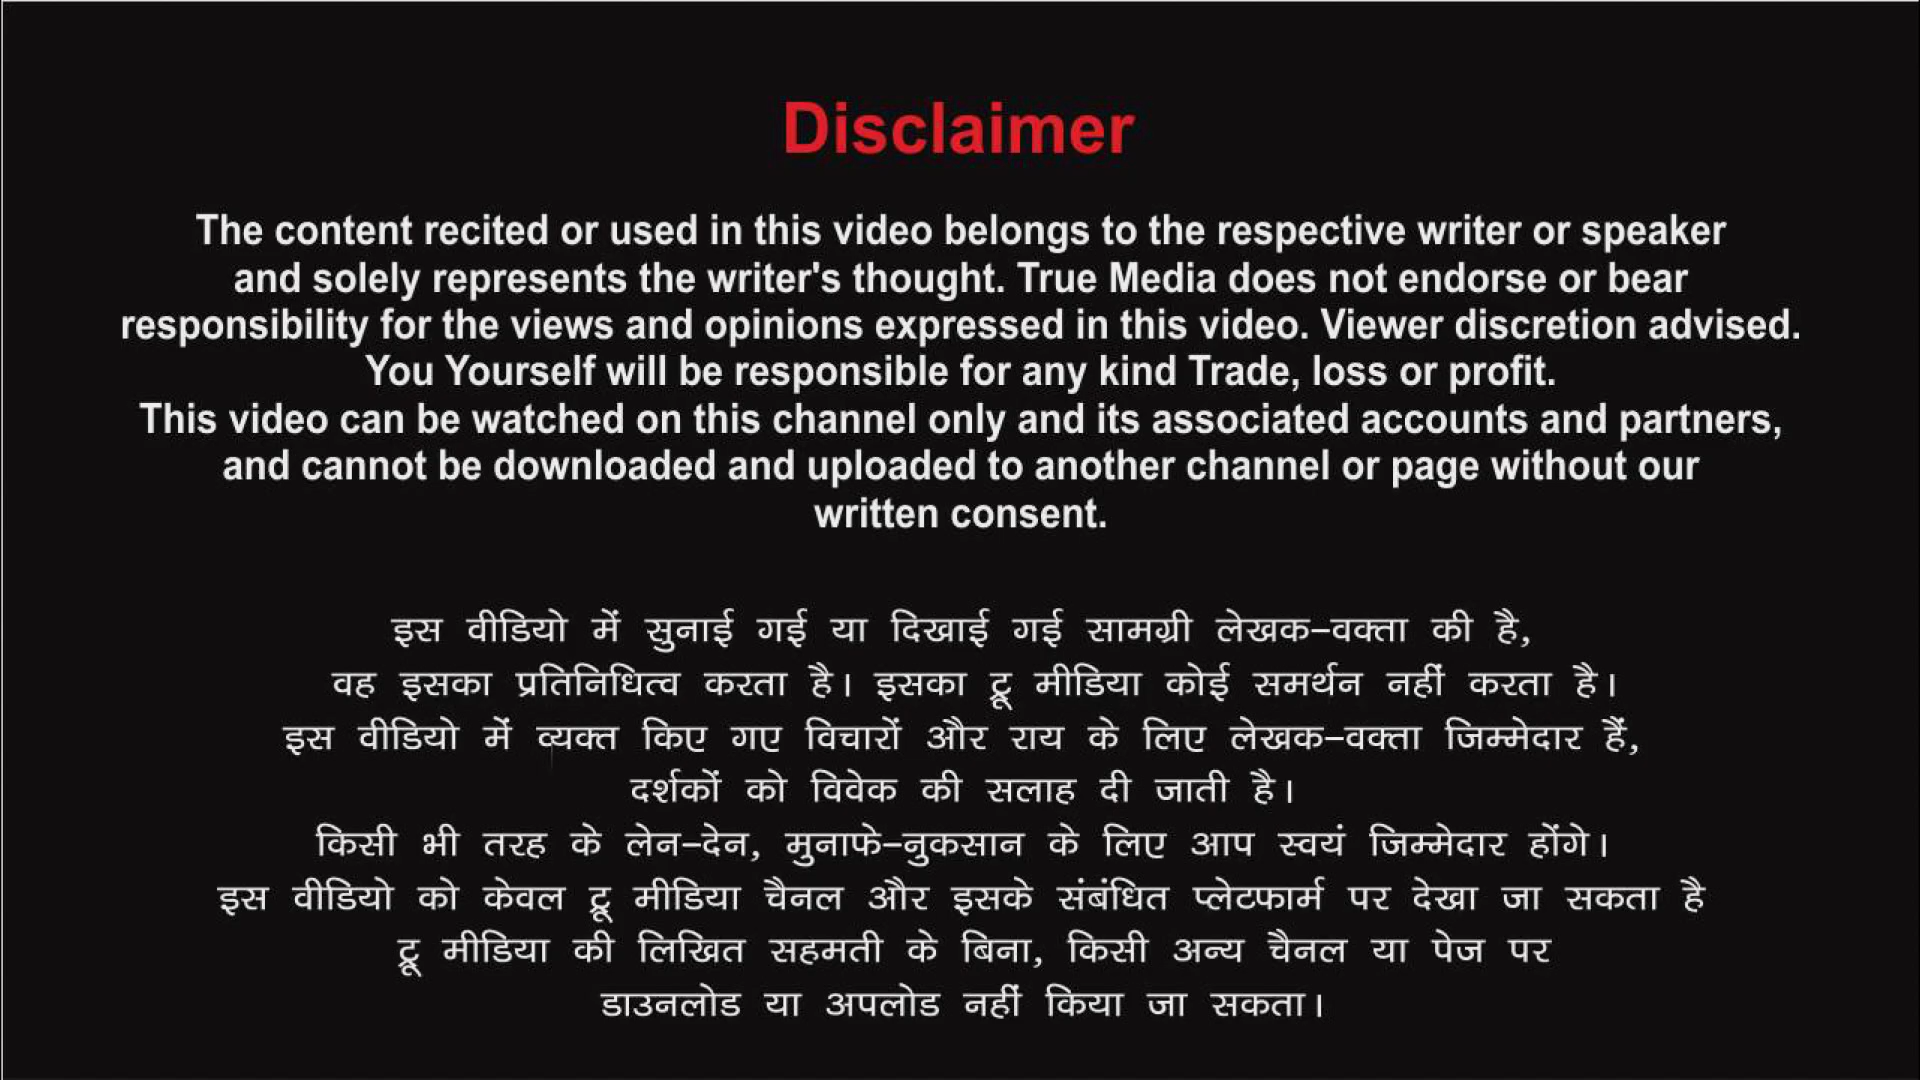 Disclaimer
The content recited or used in this video belongs to the respective writer or speaker
and solely represents the writer's thought. True Media does not endorse or bear
responsibility for the views and opinions expressed in this video. Viewer discretion advised.
You Yourself will be responsible for any kind Trade, loss or profit.
This video can be watched on this channel only and its associated accounts and partners,
and cannot be downloaded and uploaded to another channel or page without our
written consent.
इस वीडियो में सुनाई गई या दिखाई गई सामग्री लेखक–वक्ता की है,
वह इसका प्रतिनिधित्व करता है। इसका ट्रू मीडिया कोई समर्थन नहीं करता है।
इस वीडियो में व्यक्त किए गए विचारों और राय के लिए लेखक–वक्ता जिम्मेदार हैं,
दर्शकों को विवेक की सलाह दी जाती है।
किसी भी तरह के लेन–देन, मुनाफे–नुकसान के लिए आप स्वयं जिम्मेदार होंगे।
इस वीडियो को केवल ट्रू मीडिया चैनल और इसके संबंधित प्लेटफार्म पर देखा जा सकता है
ट्रू मीडिया की लिखित सहमती के बिना, किसी अन्य चैनल या पेज पर
डाउनलोड या अपलोड नहीं किया जा सकता।